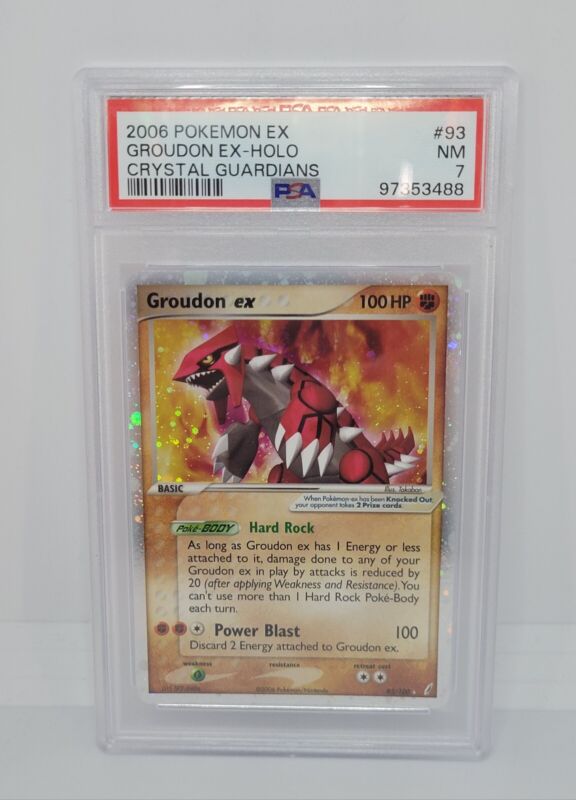 2006 POKEMON EX #93
GROUDON EX-HOLO NM
CRYSTAL GUARDIANS 7
PSA 97353488
Groudon ex 100 HP
BASIC
Illus. Takabon
When Pokémon-ex has been Knocked Out,
your opponent takes 2 Prize cards.
Poké-BODY Hard Rock
As long as Groudon ex has 1 Energy or less
attached to it, damage done to any of your
Groudon ex in play by attacks is reduced by
20 (after applying Weakness and Resistance). You
can't use more than 1 Hard Rock Poké-Body
each turn.
Power Blast 100
Discard 2 Energy attached to Groudon ex.
weakness resistance retreat cost
©2006 Pokémon/Nintendo 93/100